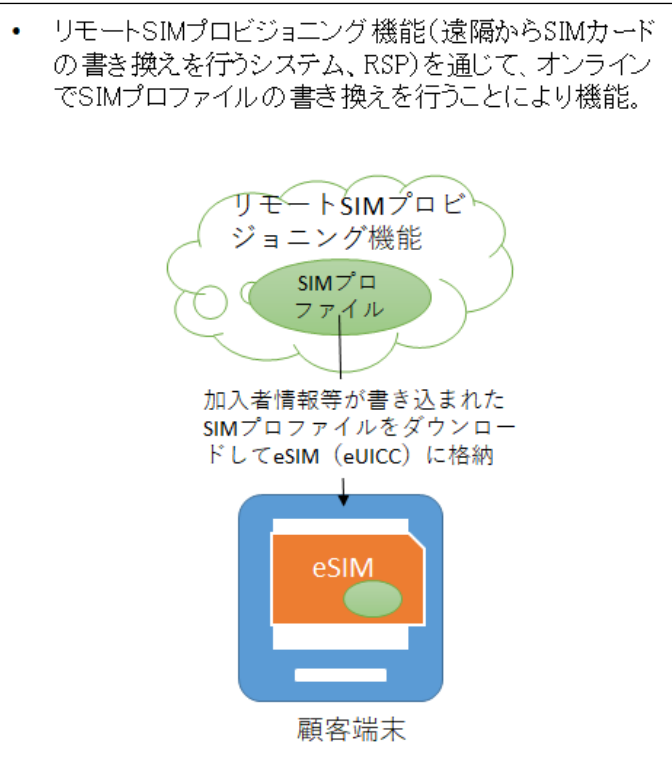 • リモートSIMプロビジョニング機能(遠隔からSIMカード
の書き換えを行うシステム、RSP)を通じて、オンライン
でSIMプロファイルの書き換えを行うことにより機能。
リモートSIMプロビ
ジョニング機能
SIMプロ
ファイル
加入者情報等が書き込まれた
SIMプロファイルをダウンロー
ドしてeSIM（eUICC）に格納
eSIM
顧客端末